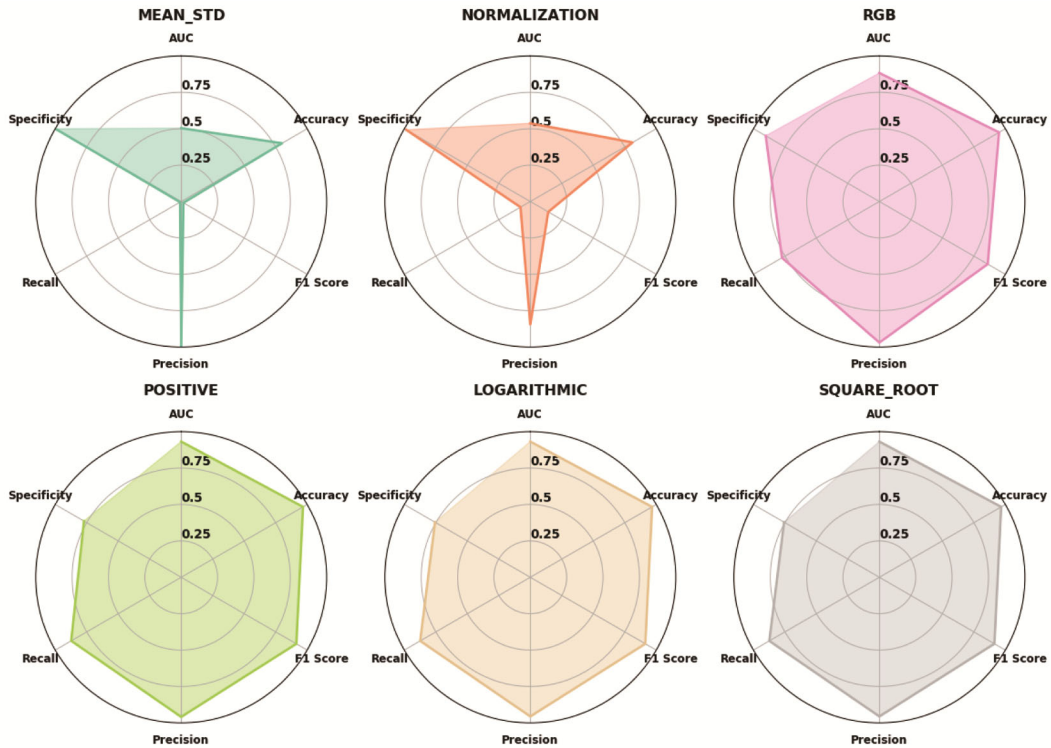 MEAN_STD
AUC
0.75
0.5
0.25
Specificity
Accuracy
Recall
F1 Score
Precision
NORMALIZATION
AUC
0.75
0.5
0.25
Specificity
Accuracy
Recall
F1 Score
Precision
RGB
AUC
0.75
0.5
0.25
Specificity
Accuracy
Recall
F1 Score
Precision
POSITIVE
AUC
0.75
0.5
0.25
Specificity
Accuracy
Recall
F1 Score
Precision
LOGARITHMIC
AUC
0.75
0.5
0.25
Specificity
Accuracy
Recall
F1 Score
Precision
SQUARE_ROOT
AUC
0.75
0.5
0.25
Specificity
Accuracy
Recall
F1 Score
Precision